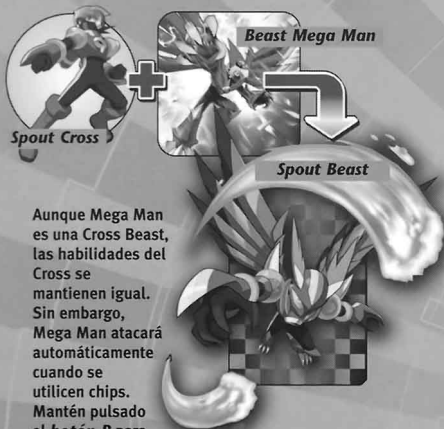 Beast Mega Man
Spout Cross
Spout Beast
Aunque Mega Man
es una Cross Beast,
las habilidades del
Cross se
mantienen igual.
Sin embargo,
Mega Man atacará
automáticamente
cuando se
utilicen chips.
Mantén pulsado